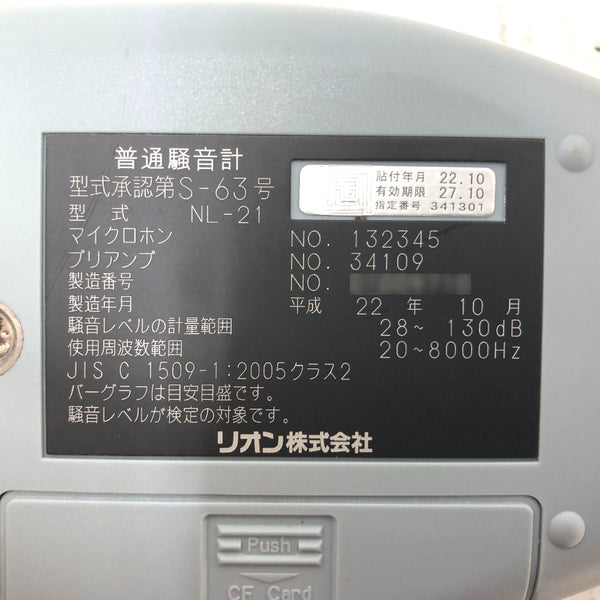 普通騒音計
型式承認第S-63号
貼付年月 22.10
有効期限 27.10
指定番号 341301
型式 NL-21
マイクロホン NO. 132345
プリアンプ NO. 34109
製造番号 NO.
製造年月 平成 22 年 10 月
騒音レベルの計量範囲 28~ 130dB
使用周波数範囲 20~8000Hz
JIS C 1509-1:2005クラス2
バーグラフは目安目盛です。
騒音レベルが検定の対象です。
リオン株式会社
Push
CF Card